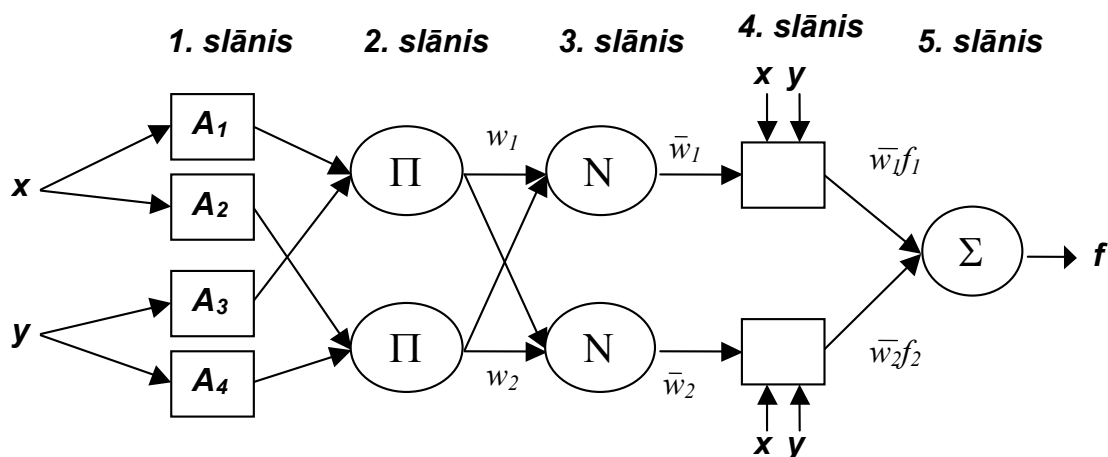 1. slānis 2. slānis 3. slānis 4. slānis 5. slānis
x y
A1
w1 w̄1 w̄1f1
Π N
x
A2
Σ f
A3
y
Π N
A4
w2 w̄2 w̄2f2
x y